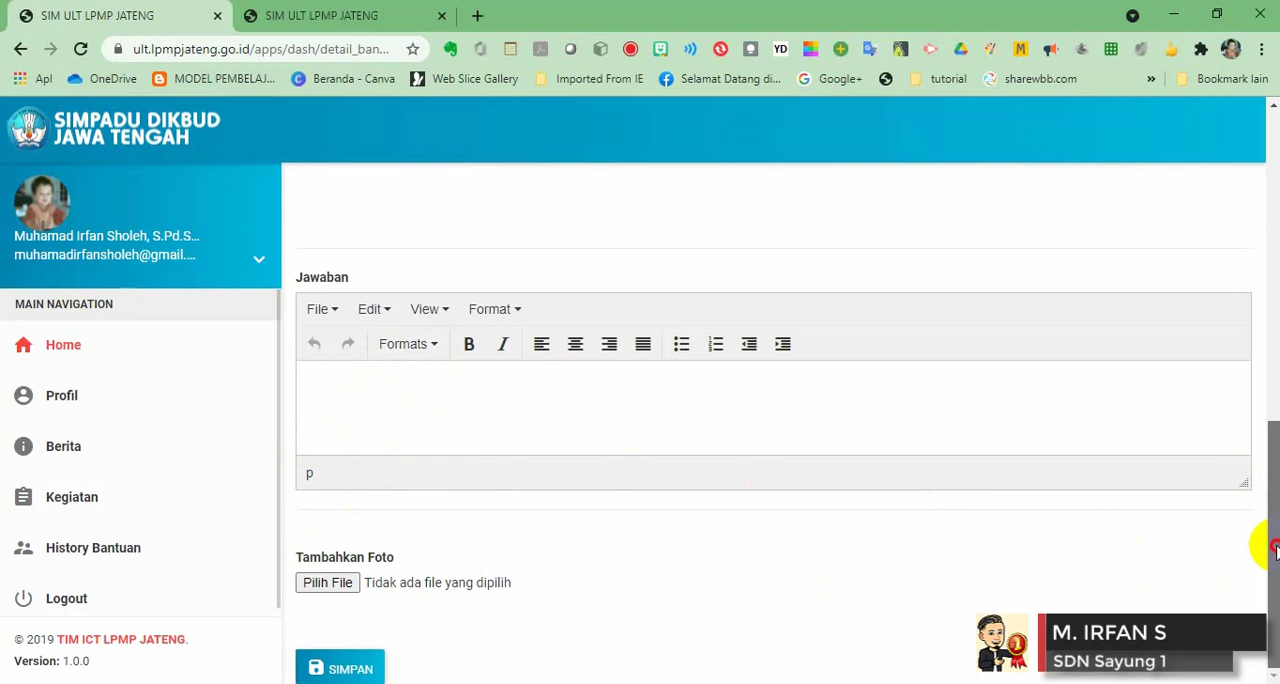 SIM ULT LPMP JATENG
SIM ULT LPMP JATENG
ult.lpmpjateng.go.id/apps/dash/detail_ban...
YD
M
Apl
OneDrive
MODEL PEMBELAJ...
Beranda - Canva
Web Slice Gallery
Imported From IE
Selamat Datang di...
Google+
tutorial
sharewbb.com
»
Bookmark lain
SIMPADU DIKBUD
JAWA TENGAH
Muhamad Irfan Sholeh, S.Pd.S...
muhamadirfansholeh@gmail....
MAIN NAVIGATION
Home
Profil
Berita
Kegiatan
History Bantuan
Logout
© 2019 TIM ICT LPMP JATENG.
Version: 1.0.0
Jawaban
File Edit View Format
Formats B I
p
Tambahkan Foto
Pilih File Tidak ada file yang dipilih
SIMPAN
M. IRFAN S
SDN Sayung 1